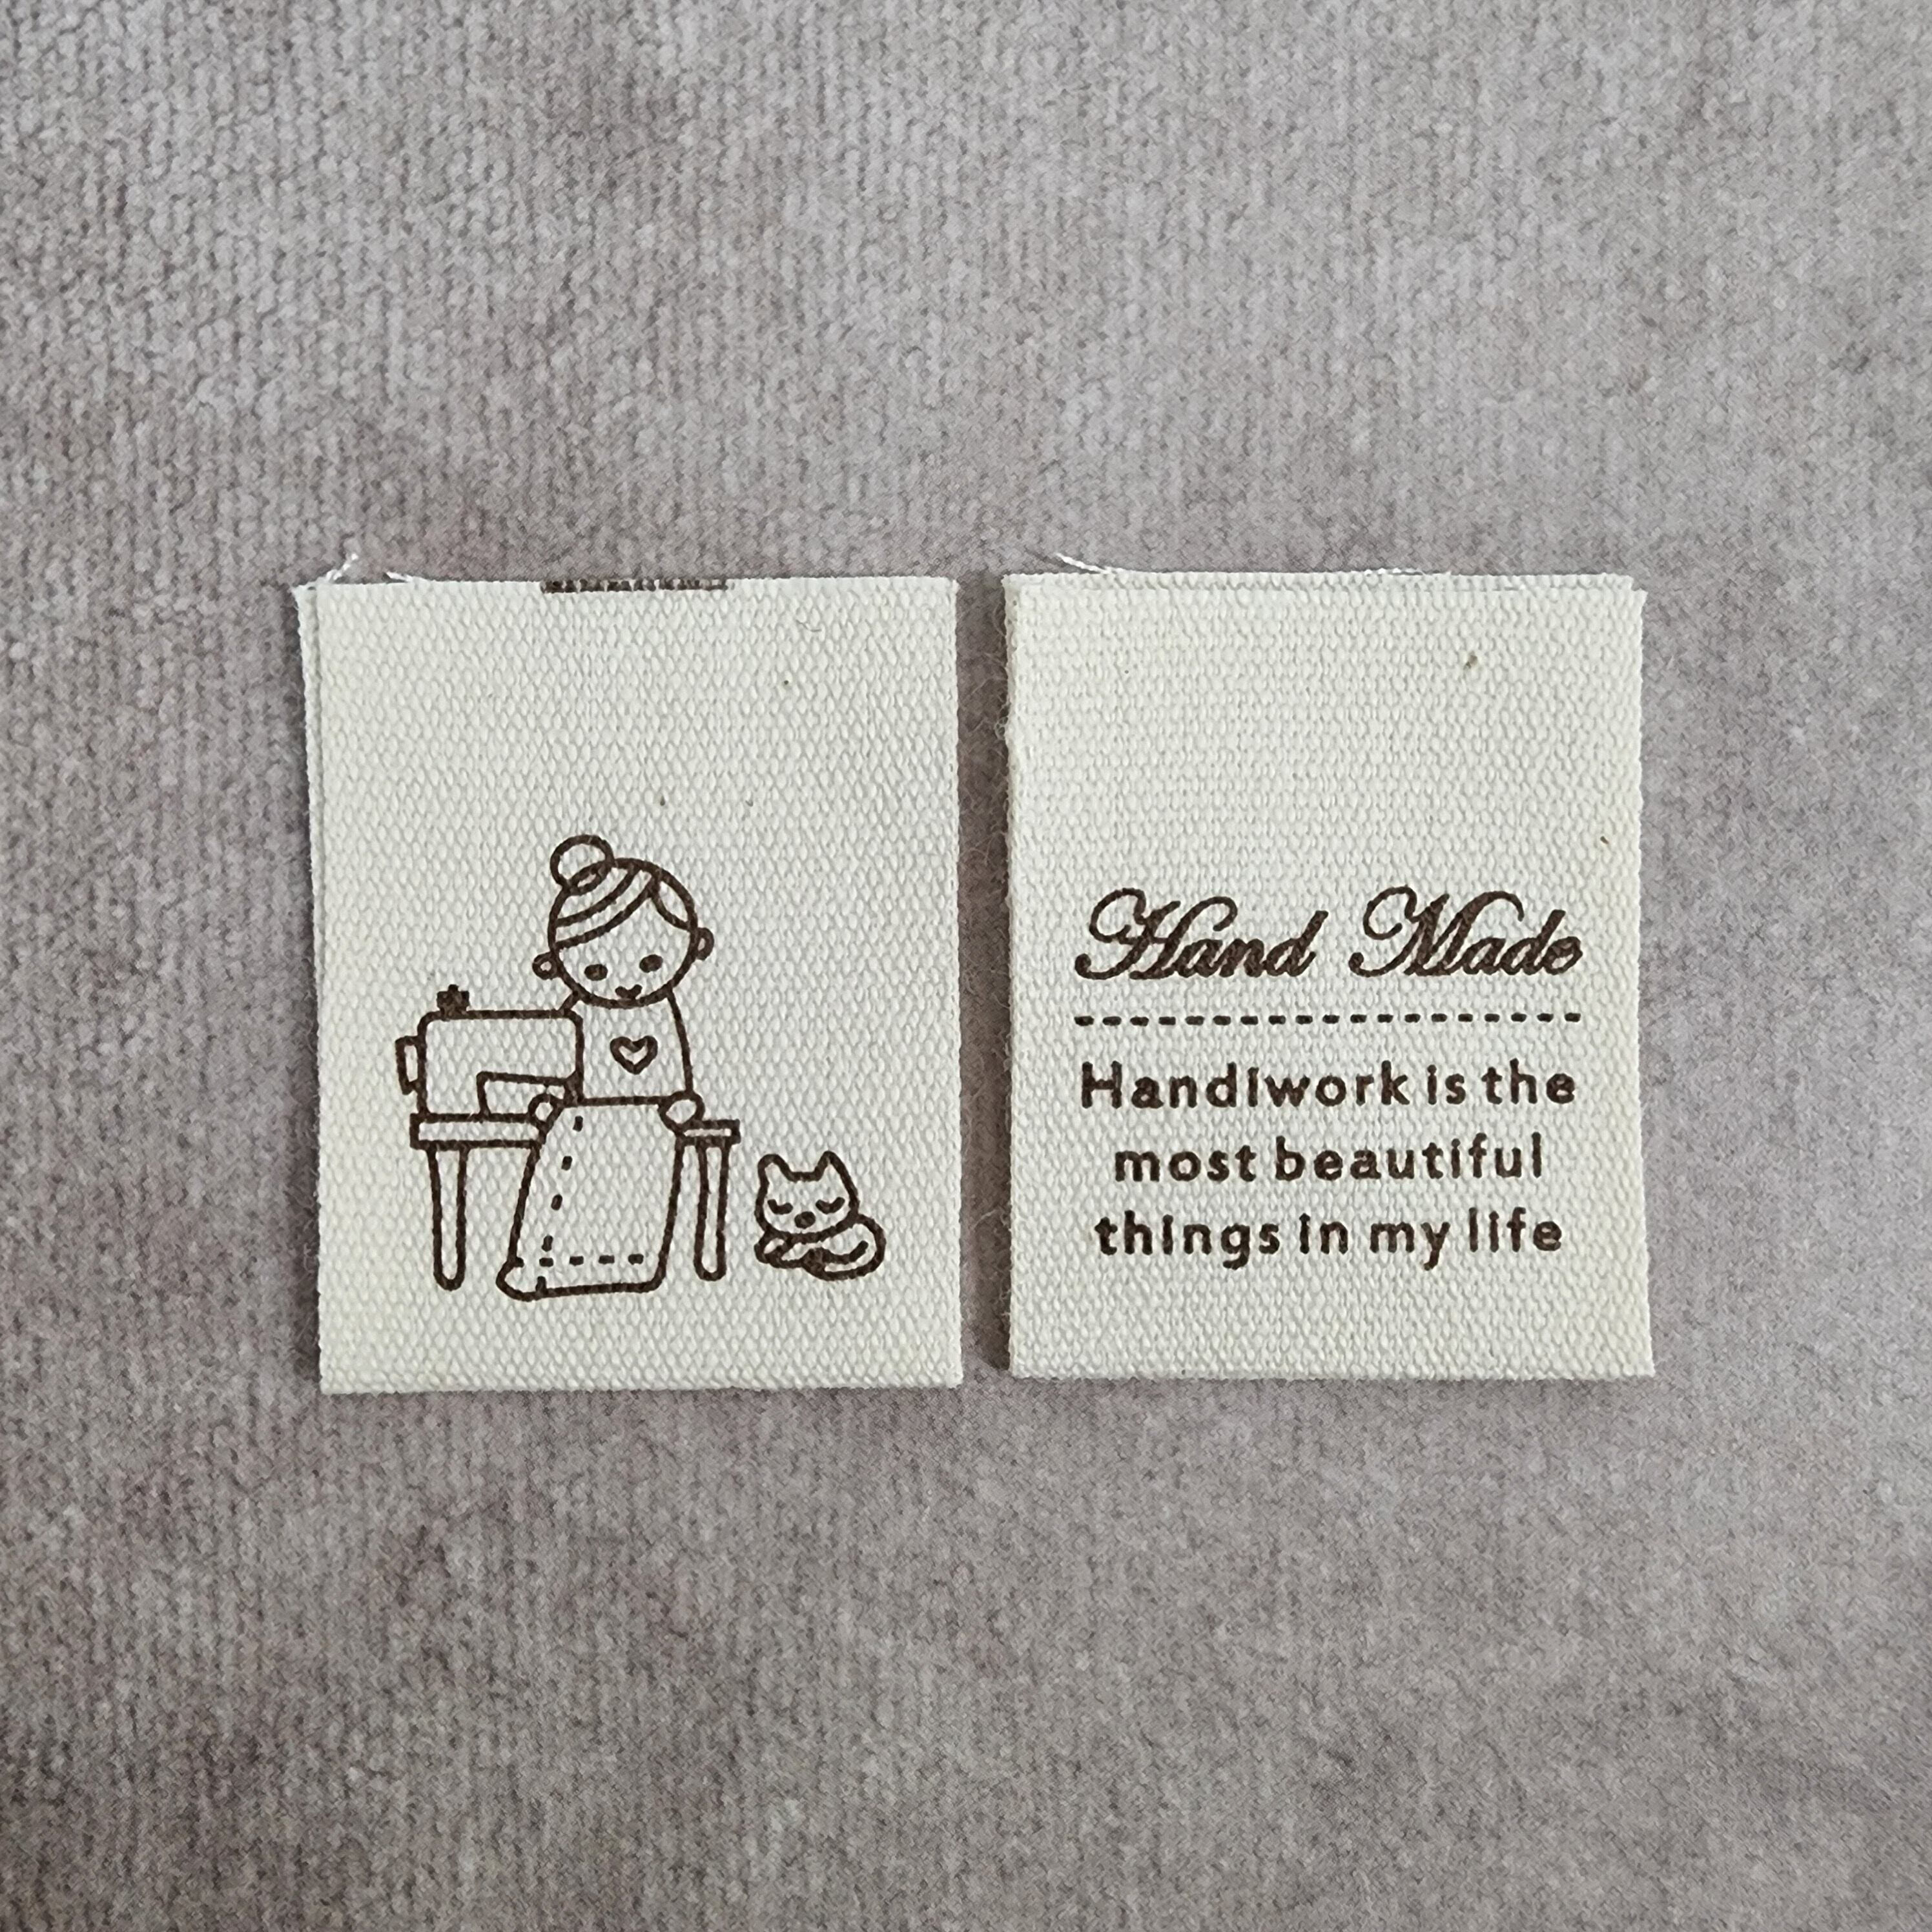 Hand Made
Handiwork is the
most beautiful
things in my life